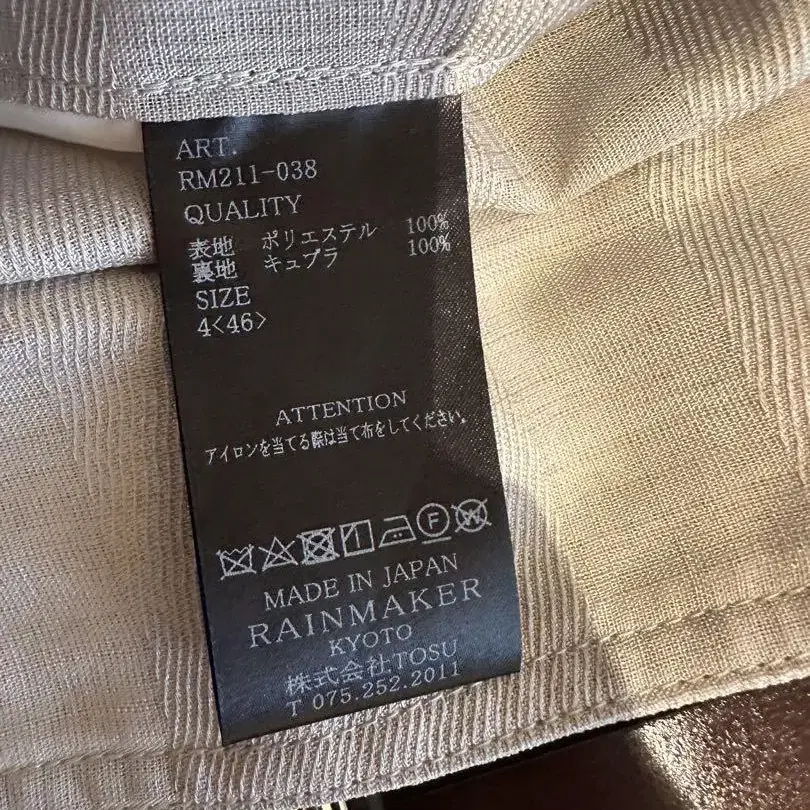 ART.
RM211-038
QUALITY
表地 ポリエステル 100%
裏地 キュプラ 100%
SIZE
4<46>
ATTENTION
アイロンを当てる際は当て布をしてください。
F W
MADE IN JAPAN
RAINMAKER
KYOTO
株式会社TOSU
T 075.252.2011